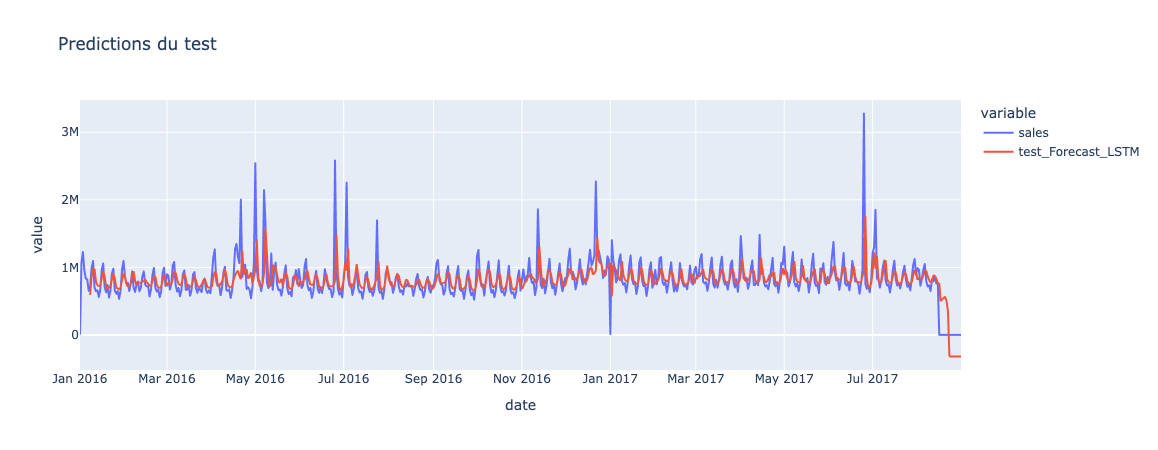 Predictions du test
variable
sales
test_Forecast_LSTM
value
3M
2M
1M
0
Jan 2016
Mar 2016
May 2016
Jul 2016
Sep 2016
Nov 2016
Jan 2017
Mar 2017
May 2017
Jul 2017
date